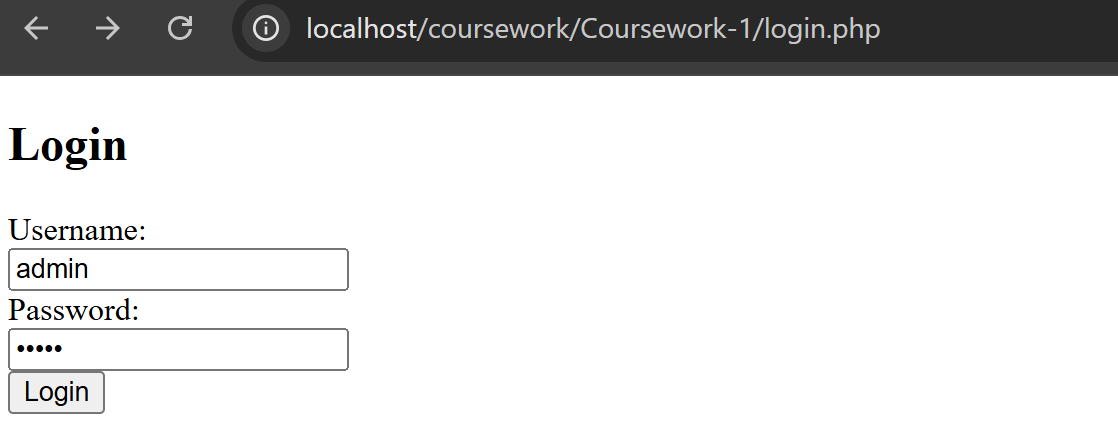 localhost/coursework/Coursework-1/login.php
Login
Username:
admin
Password:
•••••
Login